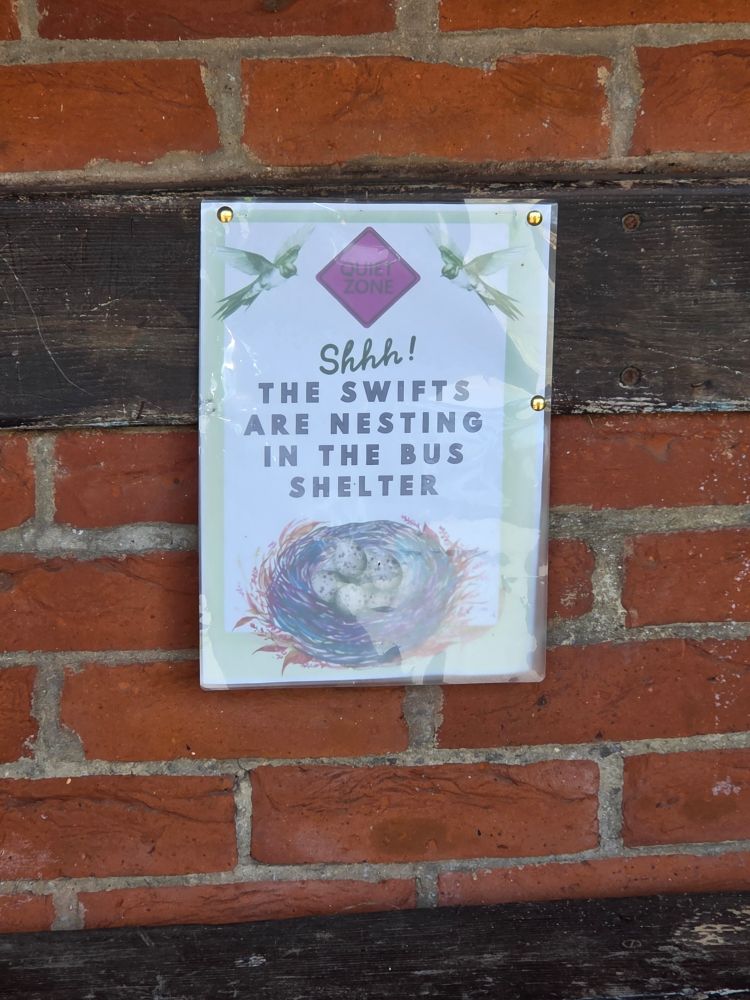 QUIET
ZONE
Shhh!
THE SWIFTS
ARE NESTING
IN THE BUS
SHELTER